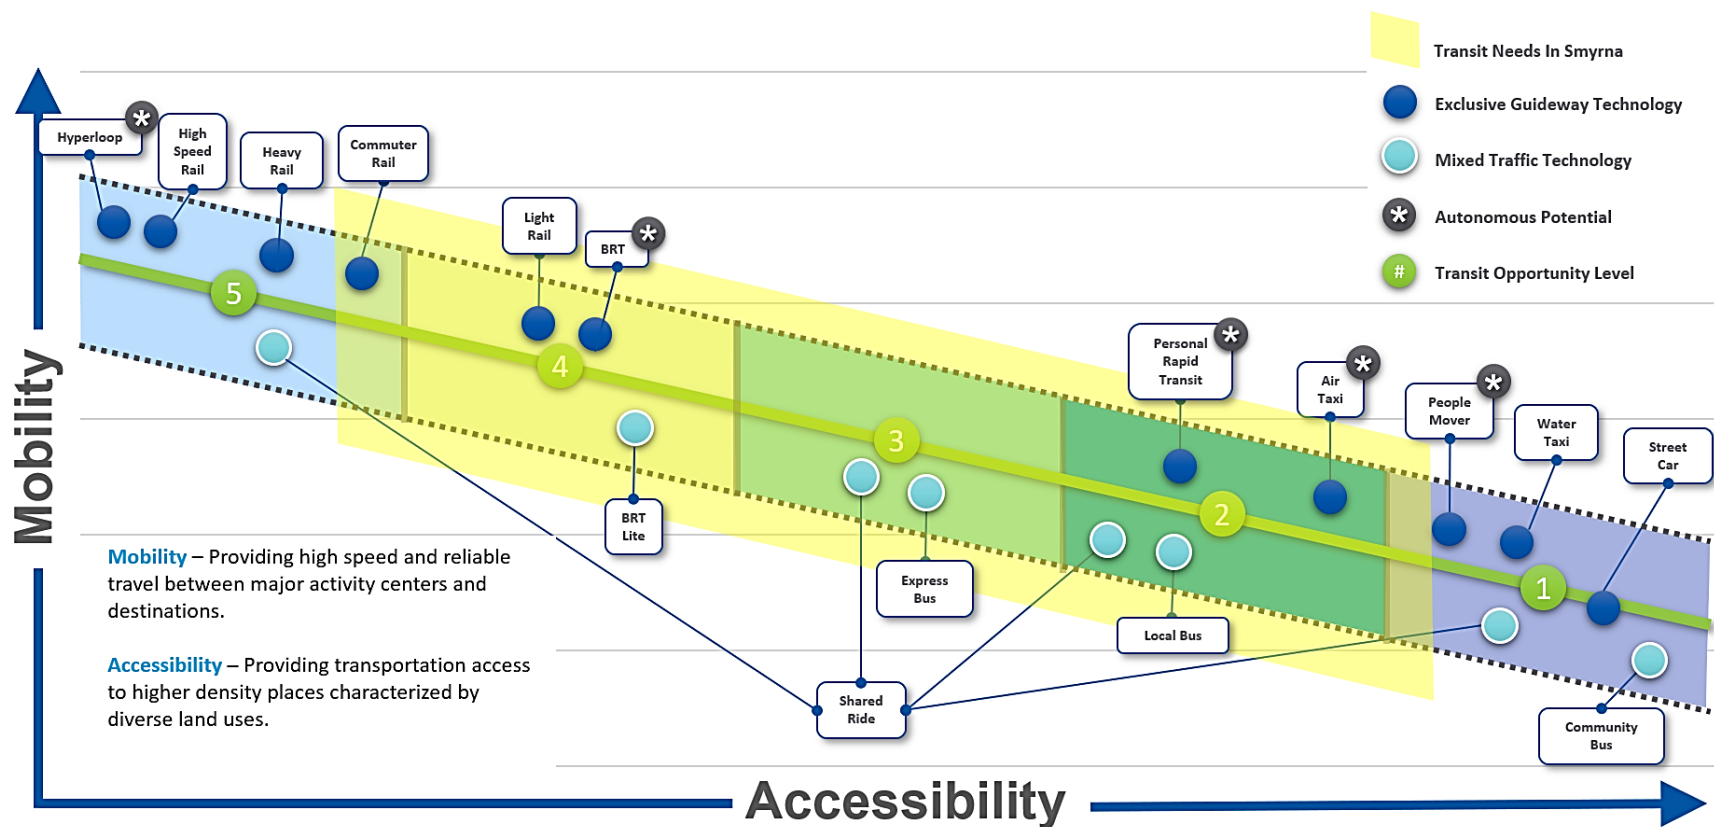 Transit Needs In Smyrna
Exclusive Guideway Technology
Mixed Traffic Technology
* Autonomous Potential
# Transit Opportunity Level
Mobility
Hyperloop
*
High
Speed
Rail
Heavy
Rail
Commuter
Rail
Light
Rail
BRT
*
Personal
Rapid
Transit
*
Air
Taxi
*
People
Mover
*
Water
Taxi
Street
Car
5
4
3
2
1
BRT
Lite
Express
Bus
Local Bus
Shared
Ride
Community
Bus
Mobility – Providing high speed and reliable
travel between major activity centers and
destinations.
Accessibility – Providing transportation access
to higher density places characterized by
diverse land uses.
Accessibility